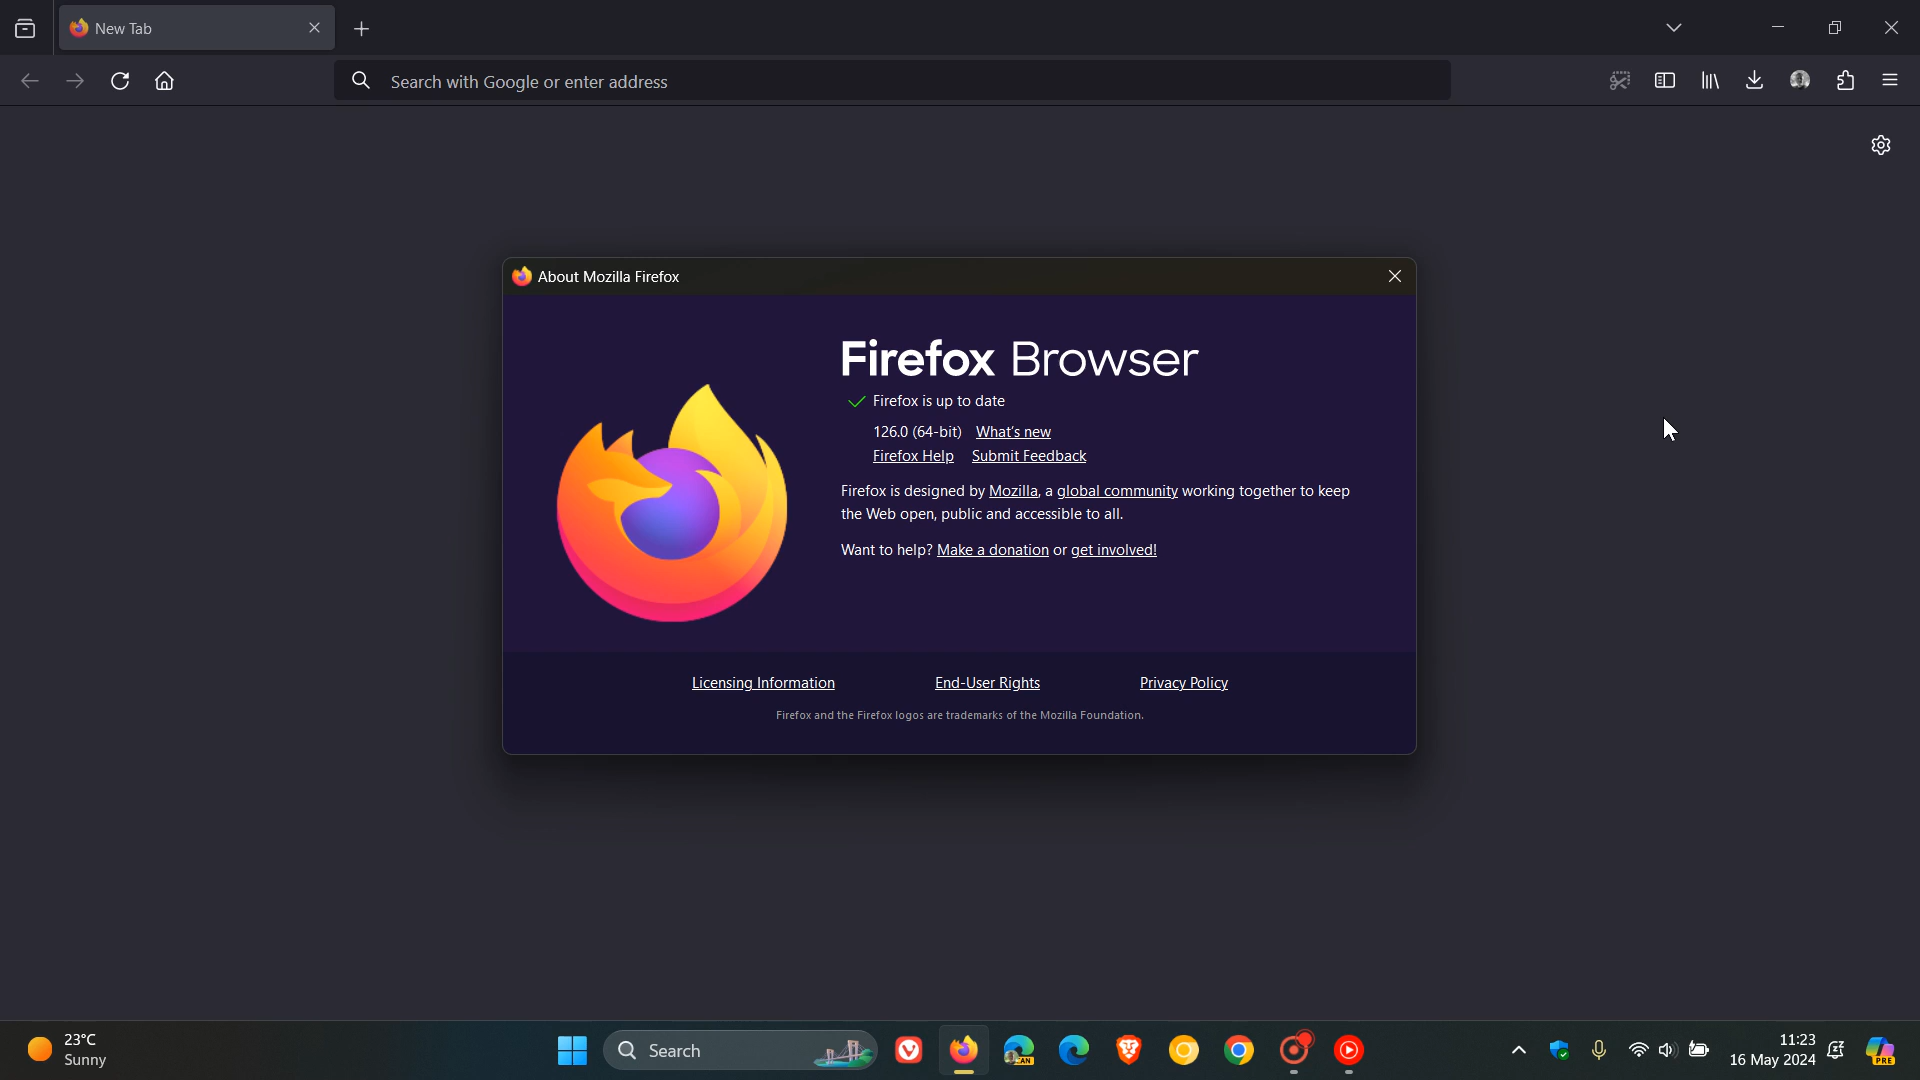 New Tab
Search with Google or enter address
About Mozilla Firefox
Firefox Browser
Firefox is up to date
126.0 (64-bit) What's new
Firefox Help Submit Feedback
Firefox is designed by Mozilla, a global community working together to keep
the Web open, public and accessible to all.
Want to help? Make a donation or get involved!
Licensing Information End-User Rights Privacy Policy
Firefox and the Firefox logos are trademarks of the Mozilla Foundation.
23°C
Sunny
Search
CAN
11:23
16 May 2024
PRE